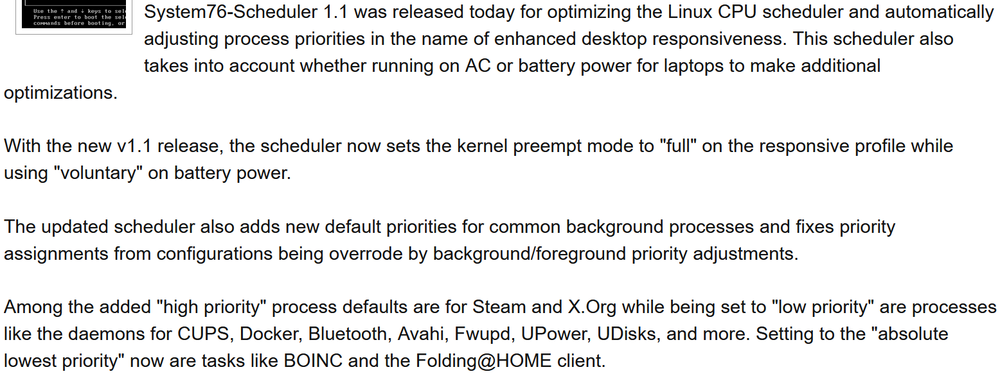 Use the ↑ and ↓ keys to sel
Press enter to boot the sel
commands before booting, or
System76-Scheduler 1.1 was released today for optimizing the Linux CPU scheduler and automatically
adjusting process priorities in the name of enhanced desktop responsiveness. This scheduler also
takes into account whether running on AC or battery power for laptops to make additional
optimizations.
With the new v1.1 release, the scheduler now sets the kernel preempt mode to "full" on the responsive profile while
using "voluntary" on battery power.
The updated scheduler also adds new default priorities for common background processes and fixes priority
assignments from configurations being overrode by background/foreground priority adjustments.
Among the added "high priority" process defaults are for Steam and X.Org while being set to "low priority" are processes
like the daemons for CUPS, Docker, Bluetooth, Avahi, Fwupd, UPower, UDisks, and more. Setting to the "absolute
lowest priority" now are tasks like BOINC and the Folding@HOME client.